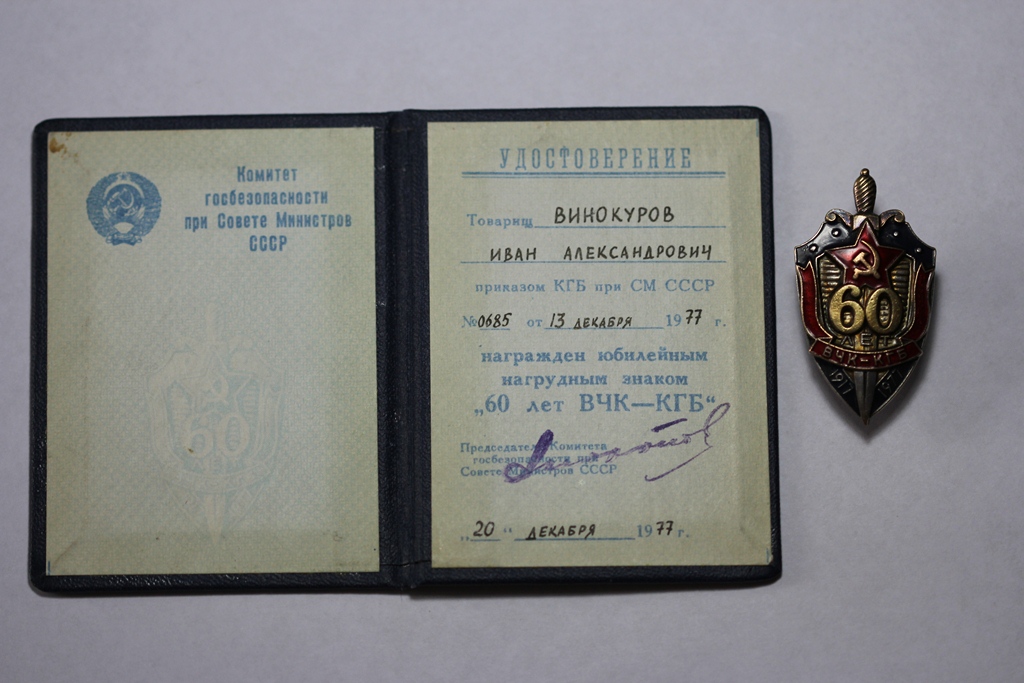 Комитет
госбезопасности
при Совете Министров
СССР
УДОСТОВЕРЕНИЕ
Товарищ ВИНОКУРОВ
ИВАН АЛЕКСАНДРОВИЧ
приказом КГБ при СМ СССР
№0685 от 13 ДЕКАБРЯ 1977 г.
награжден юбилейным
нагрудным знаком
„60 лет ВЧК—КГБ“
Председатель Комитета
госбезопасности при
Совете Министров СССР
„20“ ДЕКАБРЯ 1977 г.
60
60
ЛЕТ
ВЧК-КГБ
1917